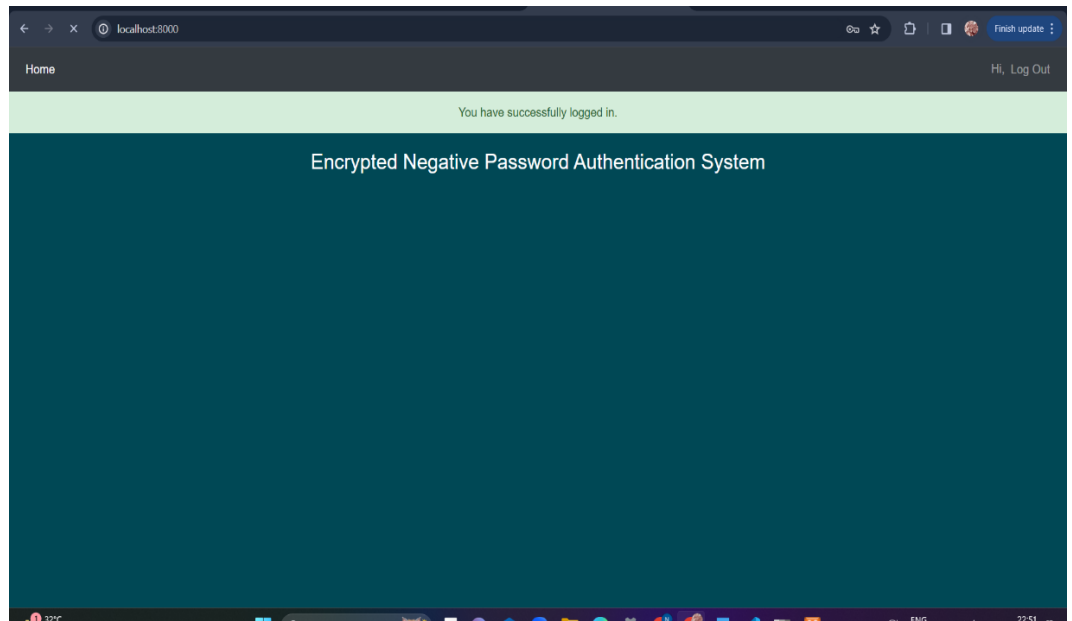 localhost:8000
Finish update
Home
Hi, Log Out
You have successfully logged in.
Encrypted Negative Password Authentication System
32°C
ENG
22:51